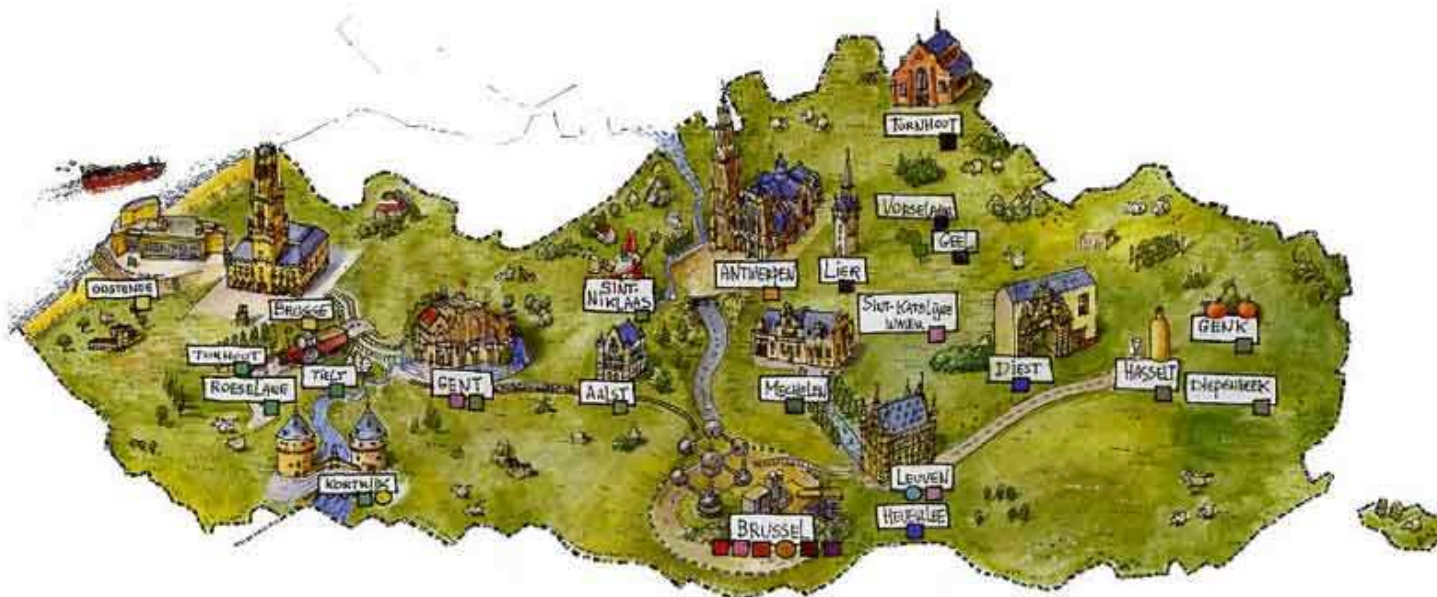 TURNHOUT
VORSELAAR
GEEL
OOSTENDE
BRUGGE
SINT-
NIKLAAS
ANTWERPEN
LIER
SINT-KATELIJNE
WAVER
GENK
TORHOUT
ROESELARE
TIELT
GENT
AALST
MECHELEN
DIEST
HASSELT
DIEPENBEEK
KORTRIJK
LEUVEN
HEVERLEE
BRUSSEL